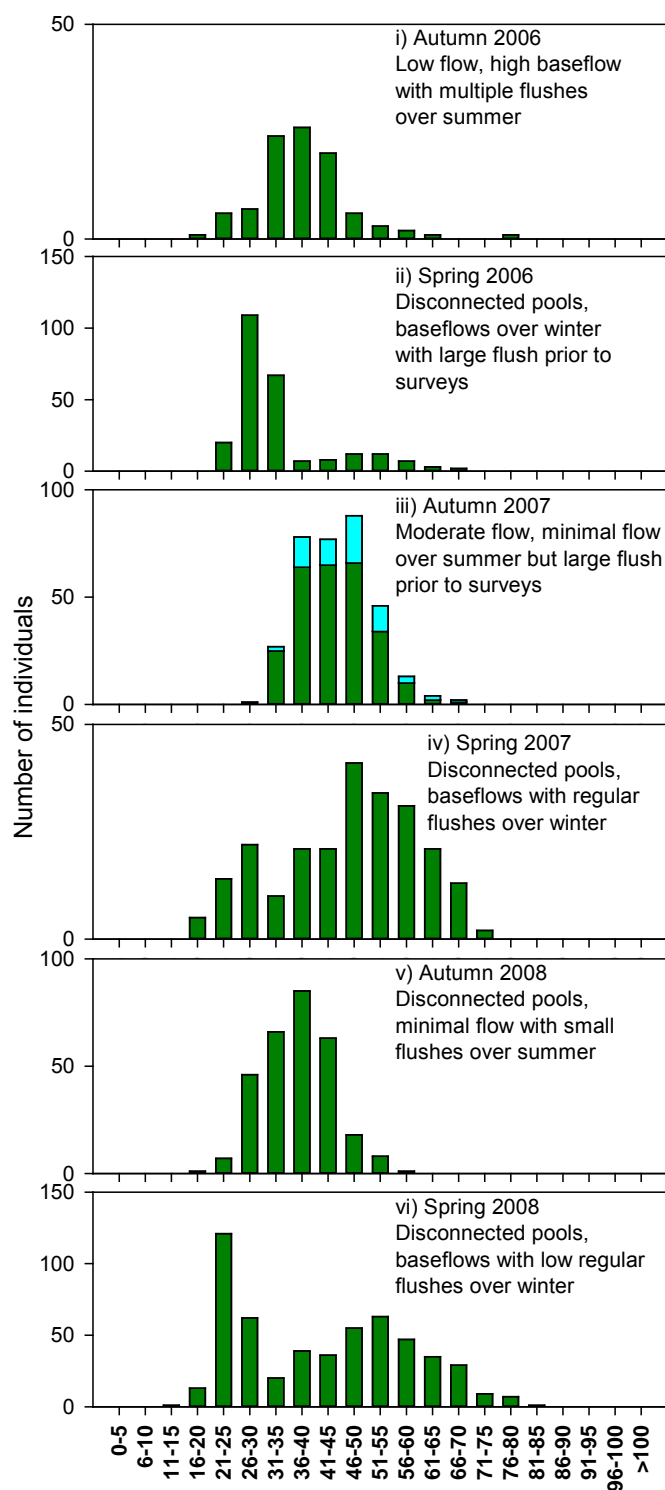 50
0
i) Autumn 2006
Low flow, high baseflow
with multiple flushes
over summer
150
100
50
0
ii) Spring 2006
Disconnected pools,
baseflows over winter
with large flush prior to
surveys
100
50
0
iii) Autumn 2007
Moderate flow, minimal flow
over summer but large flush
prior to surveys
Number of individuals
50
0
iv) Spring 2007
Disconnected pools,
baseflows with regular
flushes over winter
100
50
0
v) Autumn 2008
Disconnected pools,
minimal flow with small
flushes over summer
150
100
50
0
vi) Spring 2008
Disconnected pools,
baseflows with low regular
flushes over winter
0-5
6-10
11-15
16-20
21-25
26-30
31-35
36-40
41-45
46-50
51-55
56-60
61-65
66-70
71-75
76-80
81-85
86-90
91-95
96-100
>100